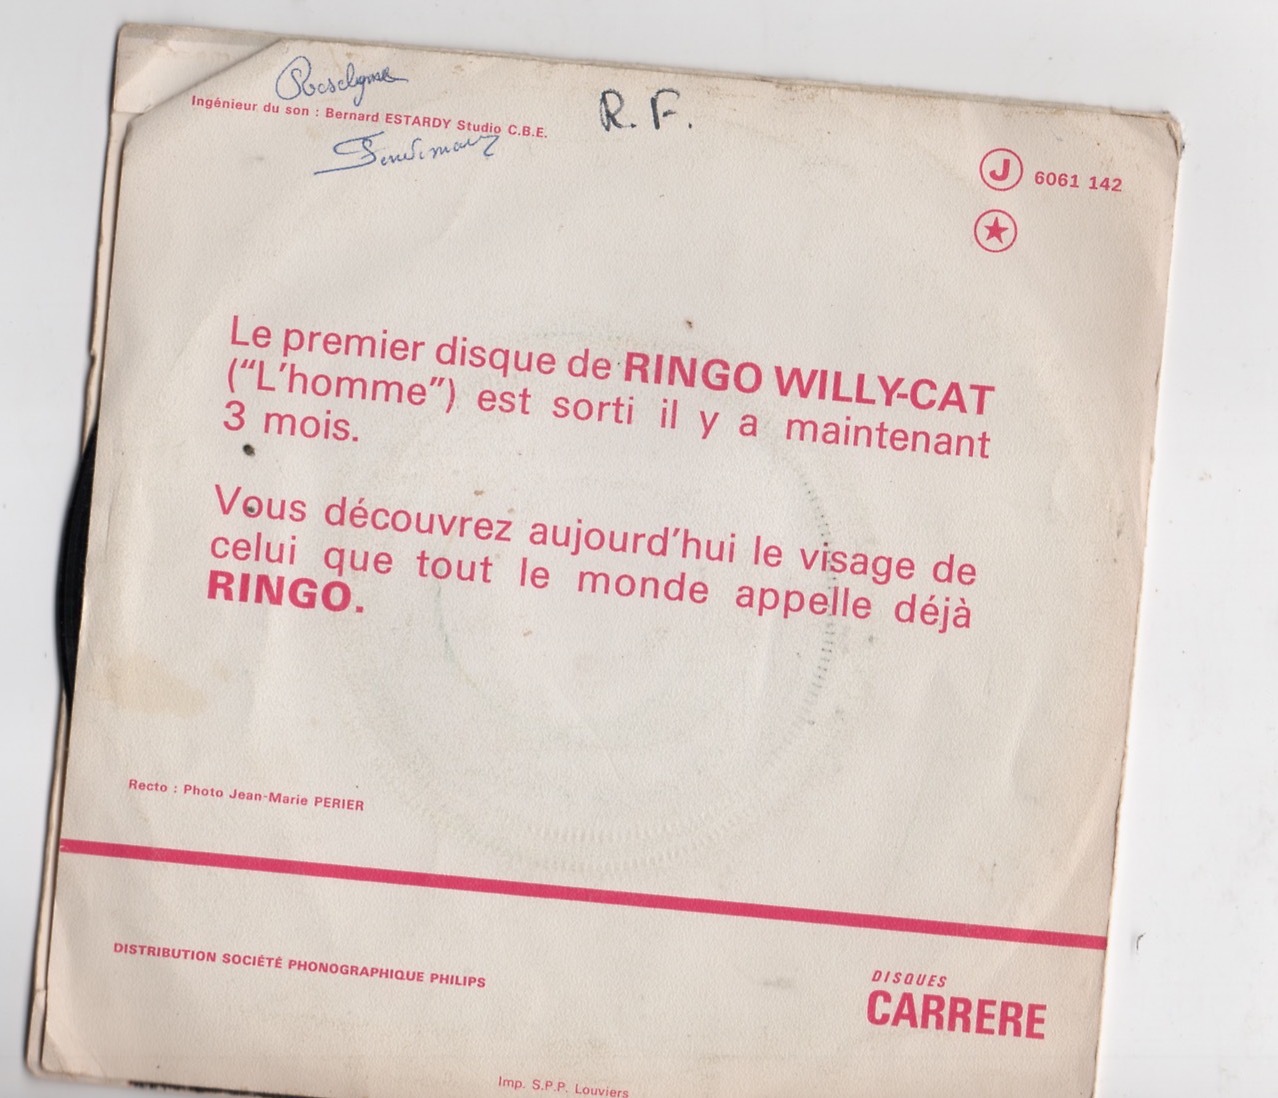 Roselyne
Ingénieur du son : Bernard ESTARDY Studio C.B.E.
R. F.
J 6061 142
Le premier disque de RINGO WILLY-CAT
("L'homme") est sorti il y a maintenant
3 mois.
Vous découvrez aujourd'hui le visage de
celui que tout le monde appelle déjà
RINGO.
Recto : Photo Jean-Marie PERIER
DISTRIBUTION SOCIÉTÉ PHONOGRAPHIQUE PHILIPS
DISQUES
CARRERE
Imp. S.P.P. Louviers